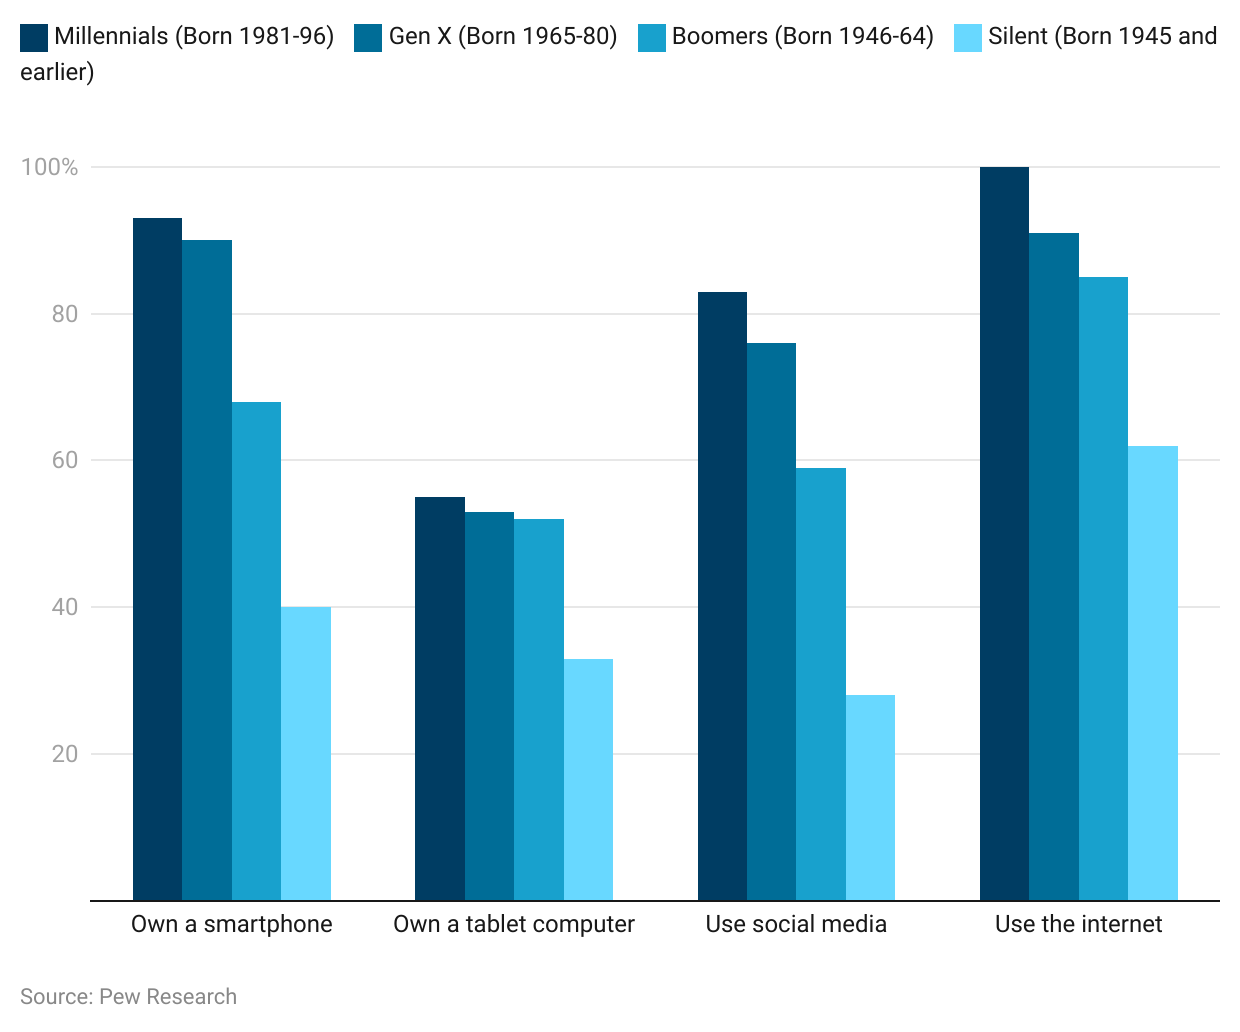 Millennials (Born 1981-96) Gen X (Born 1965-80) Boomers (Born 1946-64) Silent (Born 1945 and
earlier)
100%
80
60
40
20
Own a smartphone Own a tablet computer Use social media Use the internet
Source: Pew Research